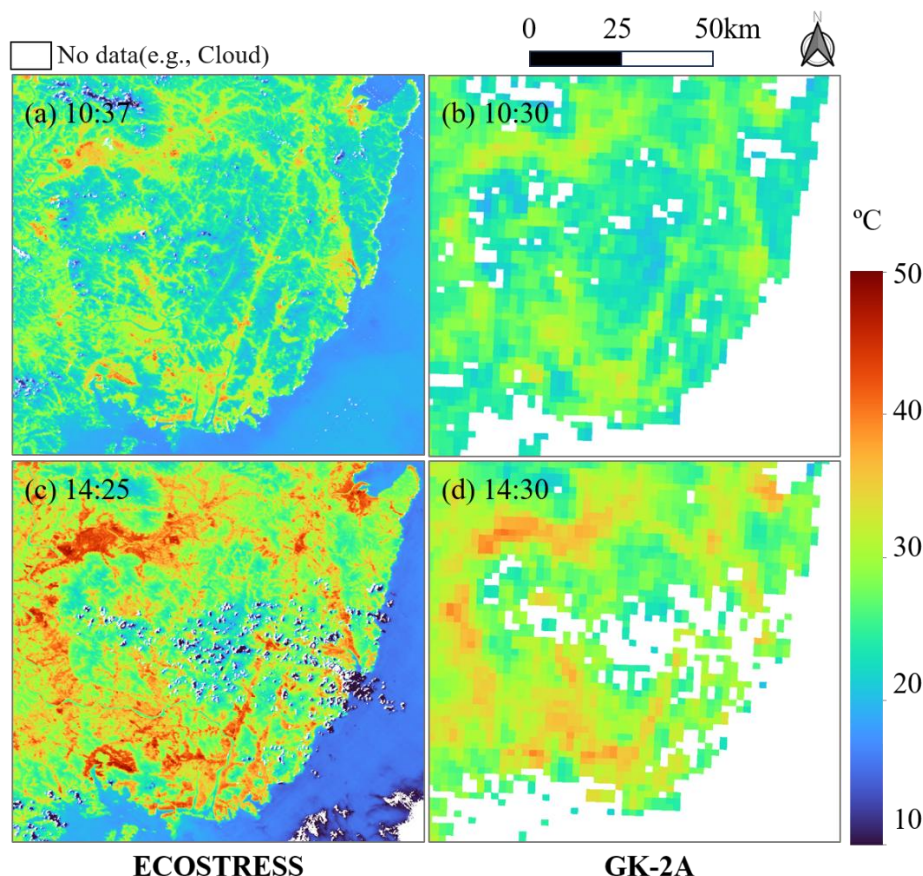 0 25 50km
N
No data(e.g., Cloud)
(a) 10:37
(b) 10:30
ºC
50
(c) 14:25
(d) 14:30
40
30
20
10
ECOSTRESS
GK-2A